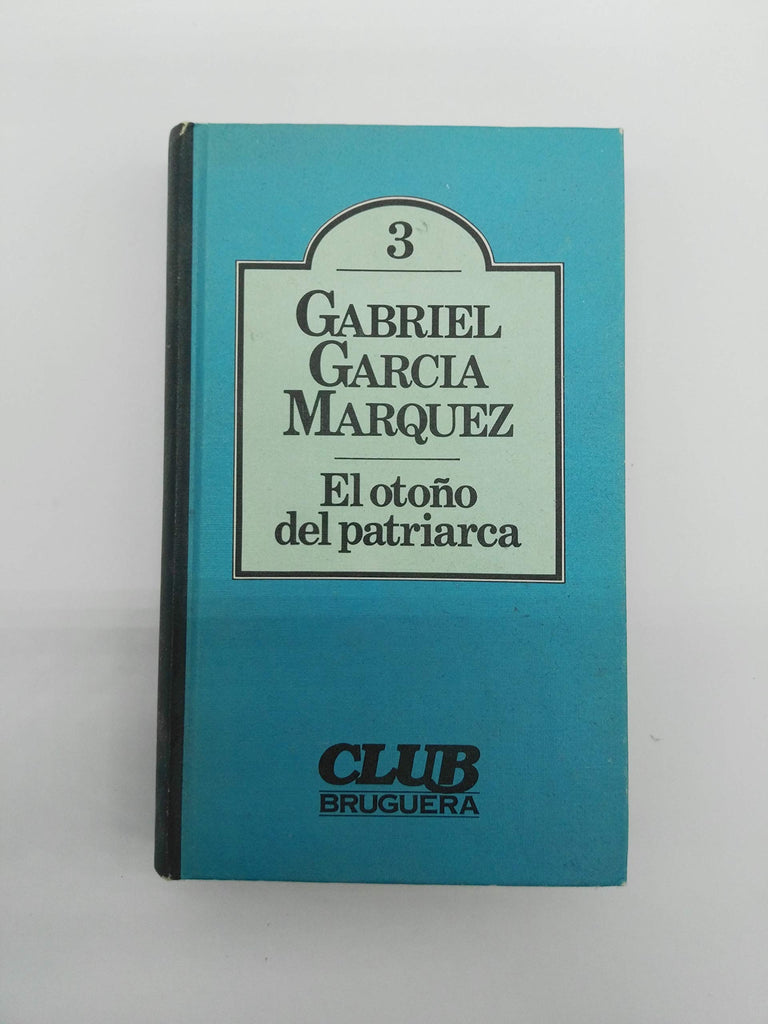 3
GABRIEL
GARCIA
MARQUEZ
El otoño
del patriarca
CLUB
BRUGUERA